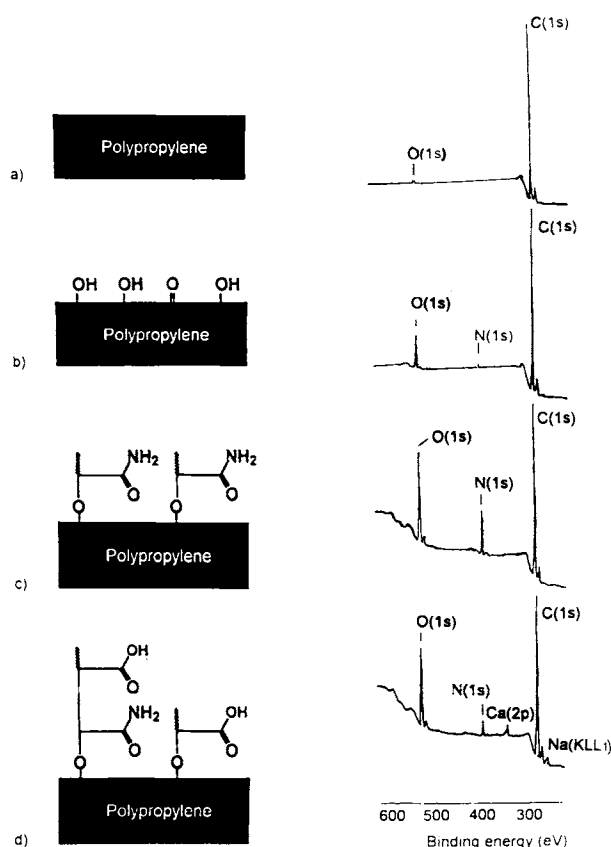 C(1s)
O(1s)
Polypropylene
a)
C(1s)
OH OH O OH
O(1s)
N(1s)
Polypropylene
b)
C(1s)
O(1s)
NH₂ NH₂
N(1s)
O O
O O
Polypropylene
c)
C(1s)
O(1s)
OH
O
N(1s)
NH₂ OH
Ca(2p)
O O
Na(KLL₁)
O O
Polypropylene
600 500 400 300
d)
Binding energy (eV)